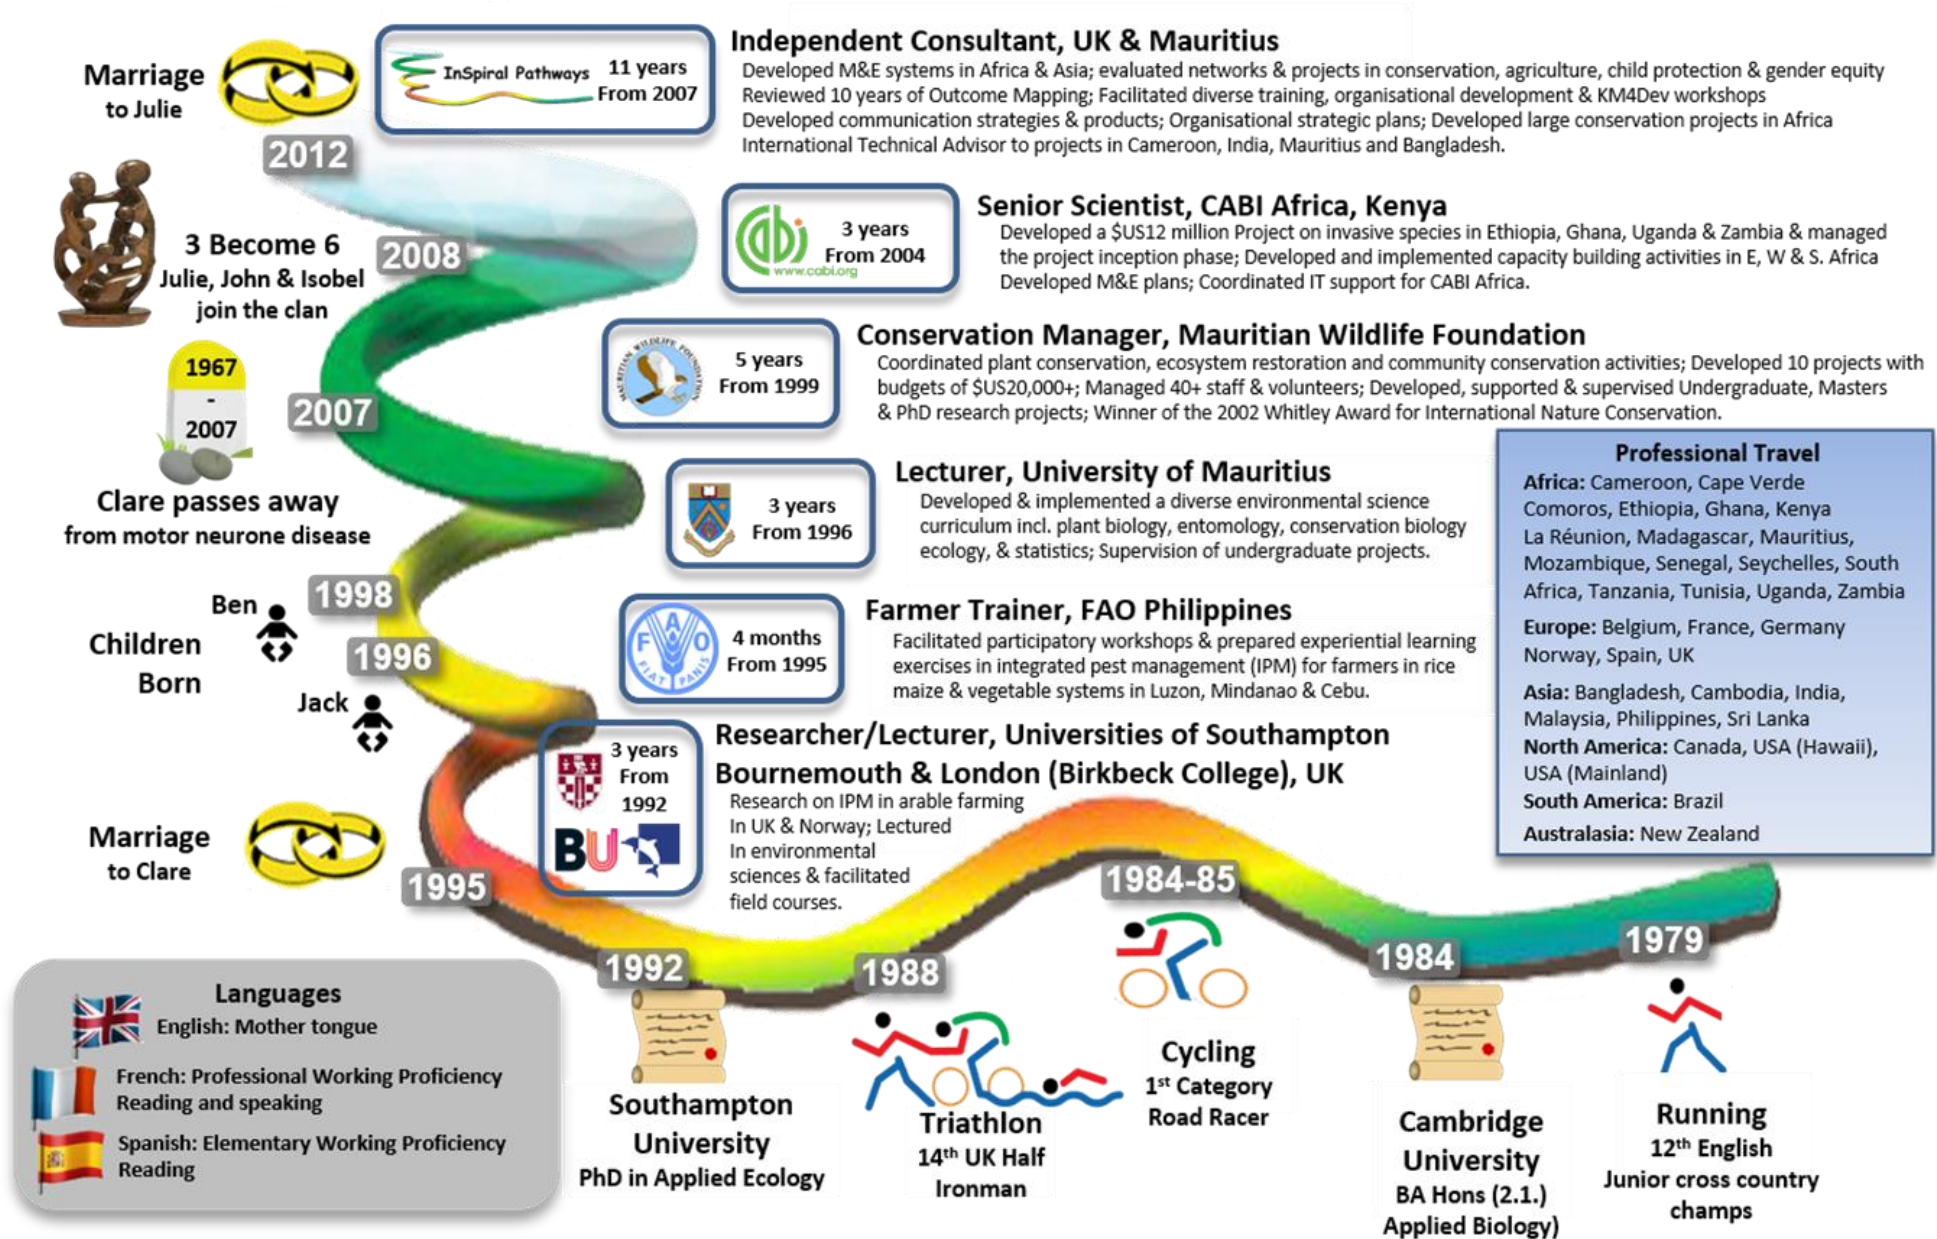 Marriage
to Julie
2012
InSpiral Pathways
11 years
From 2007
Independent Consultant, UK & Mauritius
Developed M&E systems in Africa & Asia; evaluated networks & projects in conservation, agriculture, child protection & gender equity
Reviewed 10 years of Outcome Mapping; Facilitated diverse training, organisational development & KM4Dev workshops
Developed communication strategies & products; Organisational strategic plans; Developed large conservation projects in Africa
International Technical Advisor to projects in Cameroon, India, Mauritius and Bangladesh.
3 Become 6
Julie, John & Isobel
join the clan
2008
cabi
www.cabi.org
3 years
From 2004
Senior Scientist, CABI Africa, Kenya
Developed a $US12 million Project on invasive species in Ethiopia, Ghana, Uganda & Zambia & managed
the project inception phase; Developed and implemented capacity building activities in E, W & S. Africa
Developed M&E plans; Coordinated IT support for CABI Africa.
1967
-
2007
2007
Clare passes away
from motor neurone disease
MAURITIAN WILDLIFE FOUNDATION
5 years
From 1999
Conservation Manager, Mauritian Wildlife Foundation
Coordinated plant conservation, ecosystem restoration and community conservation activities; Developed 10 projects with
budgets of $US20,000+; Managed 40+ staff & volunteers; Developed, supported & supervised Undergraduate, Masters
& PhD research projects; Winner of the 2002 Whitley Award for International Nature Conservation.
3 years
From 1996
Lecturer, University of Mauritius
Developed & implemented a diverse environmental science
curriculum incl. plant biology, entomology, conservation biology
ecology, & statistics; Supervision of undergraduate projects.
Professional Travel
Africa: Cameroon, Cape Verde
Comoros, Ethiopia, Ghana, Kenya
La Réunion, Madagascar, Mauritius,
Mozambique, Senegal, Seychelles, South
Africa, Tanzania, Tunisia, Uganda, Zambia
Europe: Belgium, France, Germany
Norway, Spain, UK
Asia: Bangladesh, Cambodia, India,
Malaysia, Philippines, Sri Lanka
North America: Canada, USA (Hawaii),
USA (Mainland)
South America: Brazil
Australasia: New Zealand
Children
Born
Ben
1998
1996
Jack
FAO
FIAT PANIS
4 months
From 1995
Farmer Trainer, FAO Philippines
Facilitated participatory workshops & prepared experiential learning
exercises in integrated pest management (IPM) for farmers in rice
maize & vegetable systems in Luzon, Mindanao & Cebu.
Marriage
to Clare
1995
3 years
From
1992
BU
Researcher/Lecturer, Universities of Southampton
Bournemouth & London (Birkbeck College), UK
Research on IPM in arable farming
In UK & Norway; Lectured
In environmental
sciences & facilitated
field courses.
1992
1988
1984-85
1984
1979
Languages
English: Mother tongue
French: Professional Working Proficiency
Reading and speaking
Spanish: Elementary Working Proficiency
Reading
Southampton
University
PhD in Applied Ecology
Triathlon
14th UK Half
Ironman
Cycling
1st Category
Road Racer
Cambridge
University
BA Hons (2.1.)
Applied Biology)
Running
12th English
Junior cross country
champs